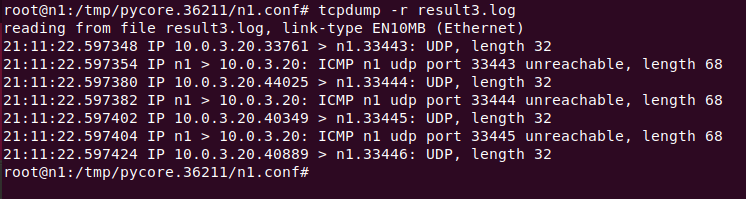 root@n1:/tmp/pycore.36211/n1.conf# tcpdump -r result3.log
reading from file result3.log, link-type EN10MB (Ethernet)
21:11:22.597348 IP 10.0.3.20.33761 > n1.33443: UDP, length 32
21:11:22.597354 IP n1 > 10.0.3.20: ICMP n1 udp port 33443 unreachable, length 68
21:11:22.597380 IP 10.0.3.20.44025 > n1.33444: UDP, length 32
21:11:22.597382 IP n1 > 10.0.3.20: ICMP n1 udp port 33444 unreachable, length 68
21:11:22.597402 IP 10.0.3.20.40349 > n1.33445: UDP, length 32
21:11:22.597404 IP n1 > 10.0.3.20: ICMP n1 udp port 33445 unreachable, length 68
21:11:22.597424 IP 10.0.3.20.40889 > n1.33446: UDP, length 32
root@n1:/tmp/pycore.36211/n1.conf#